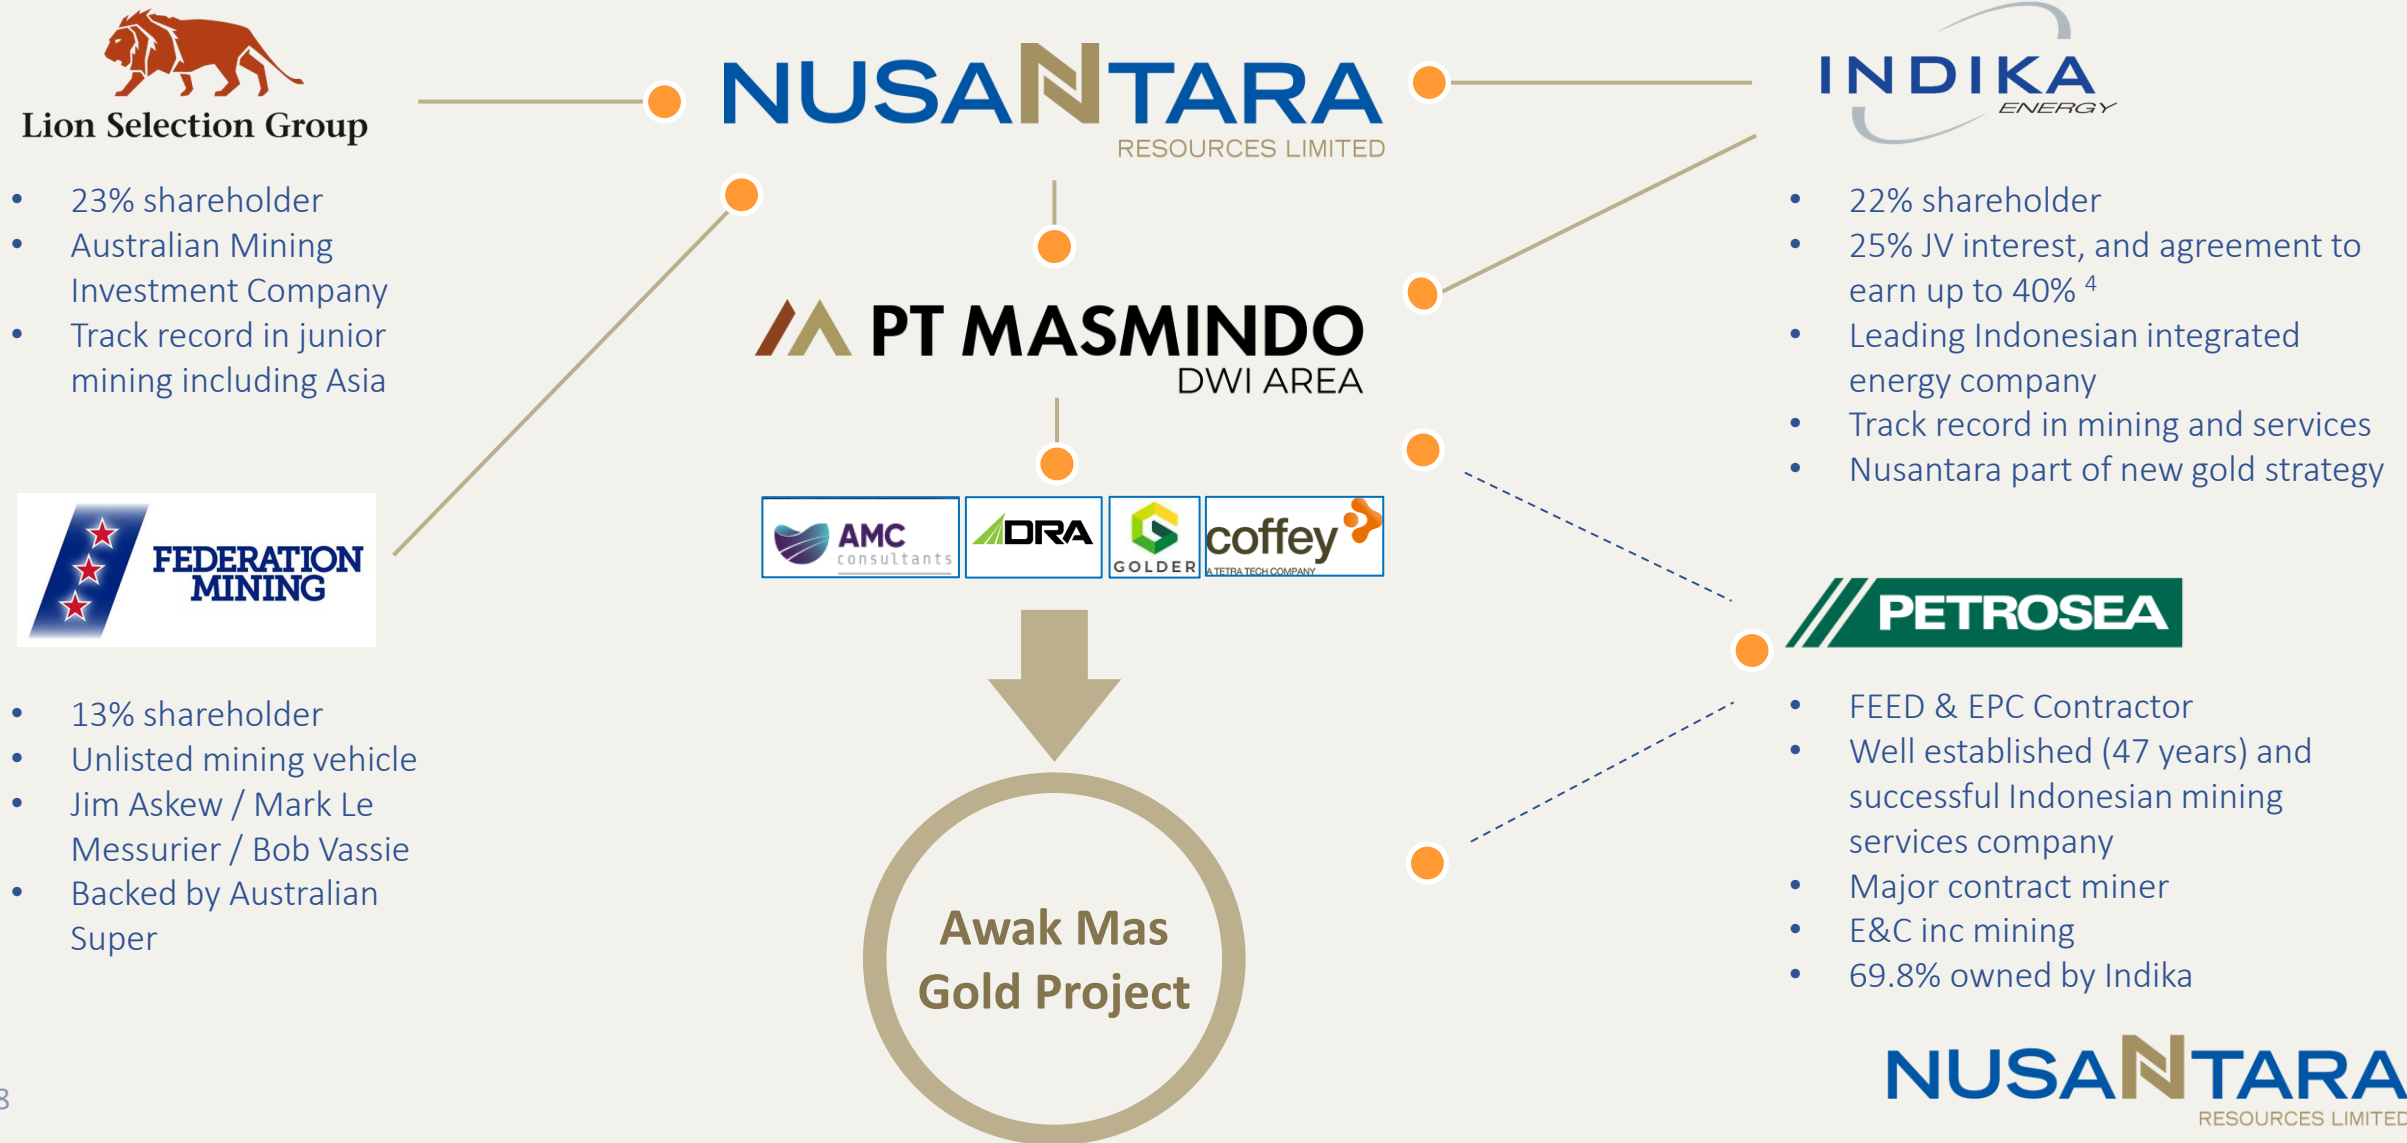 Lion Selection Group
• 23% shareholder
• Australian Mining
Investment Company
• Track record in junior
mining including Asia
FEDERATION
MINING
• 13% shareholder
• Unlisted mining vehicle
• Jim Askew / Mark Le
Messurier / Bob Vassie
• Backed by Australian
Super
NUSANTARA
RESOURCES LIMITED
PT MASMINDO
DWI AREA
AMC
consultants
DRA
GOLDER
coffey
A TETRA TECH COMPANY
Awak Mas
Gold Project
INDIKA
ENERGY
• 22% shareholder
• 25% JV interest, and agreement to
earn up to 40% ⁴
• Leading Indonesian integrated
energy company
• Track record in mining and services
• Nusantara part of new gold strategy
PETROSEA
• FEED & EPC Contractor
• Well established (47 years) and
successful Indonesian mining
services company
• Major contract miner
• E&C inc mining
• 69.8% owned by Indika
NUSANTARA
RESOURCES LIMITED
8